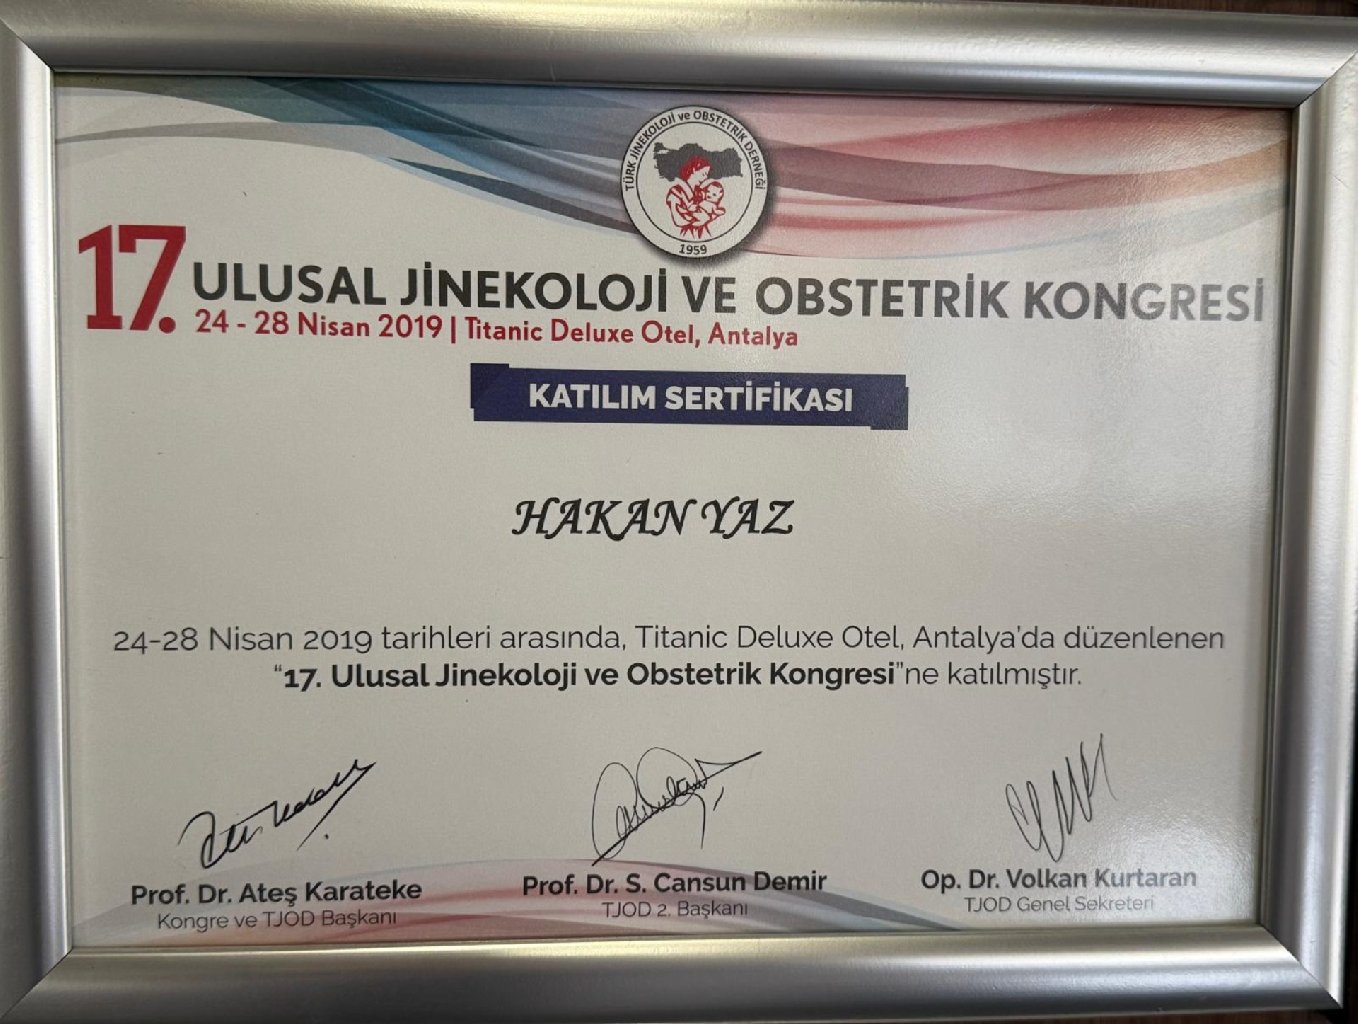 TÜRK JİNEKOLOJİ ve OBSTETRİK DERNEĞİ
1959
17. ULUSAL JİNEKOLOJİ VE OBSTETRİK KONGRESİ
24 - 28 Nisan 2019 | Titanic Deluxe Otel, Antalya
KATILIM SERTİFİKASI
HAKAN YAZ
24-28 Nisan 2019 tarihleri arasında, Titanic Deluxe Otel, Antalya'da düzenlenen
"17. Ulusal Jinekoloji ve Obstetrik Kongresi"ne katılmıştır.
Prof. Dr. Ateş Karateke
Kongre ve TJOD Başkanı
Prof. Dr. S. Cansun Demir
TJOD 2. Başkanı
Op. Dr. Volkan Kurtaran
TJOD Genel Sekreteri